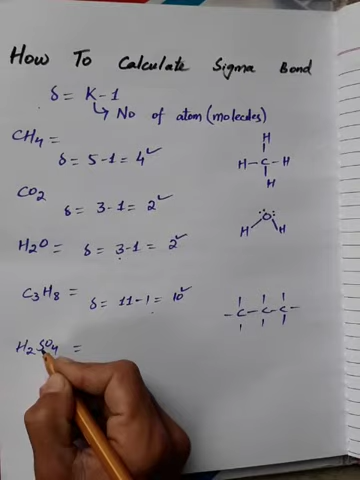 How To Calculate Sigma Bond
δ = K-1
↳ No of atom (molecules)
CH4 =
δ = 5-1 = 4✓
H
H-C-H
H
CO2
δ = 3-1 = 2✓
H2O = δ = 3-1 = 2✓
O
H H
C3H8 =
δ = 11-1 = 10✓
-C-C-C-
H2SO4 =